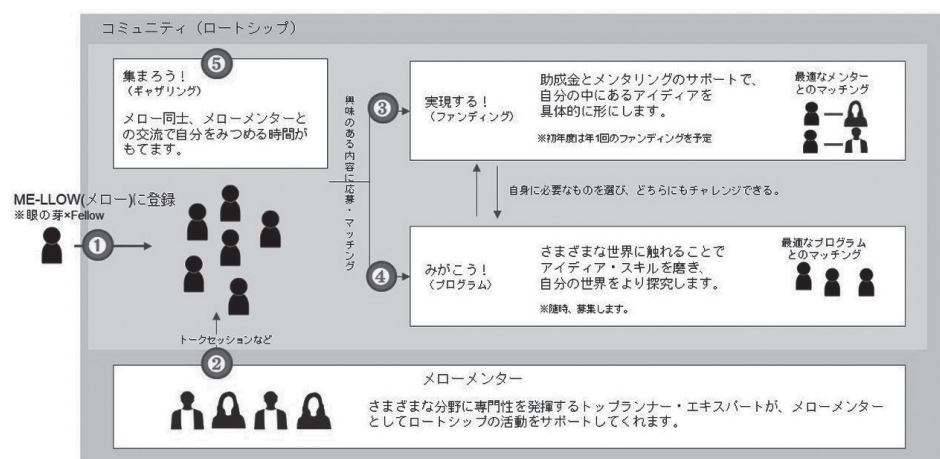 コミュニティ（ロートシップ）
⑤
集まろう！
（ギャザリング）
メロー同士、メローメンターと
の交流で自分をみつめる時間が
もてます。
ME-LLOW(メロー)に登録
※眼の芽×Fellow
①
興味のある内容に応募・マッチング
③
実現する！
（ファンディング）
助成金とメンタリングのサポートで、
自分の中にあるアイディアを
具体的に形にします。
※初年度は年1回のファンディングを予定
最適なメンター
とのマッチング
自身に必要なものを選び、どちらにもチャレンジできる。
④
みがこう！
（プログラム）
さまざまな世界に触れることで
アイディア・スキルを磨き、
自分の世界をより探究します。
※随時、募集します。
最適なプログラム
とのマッチング
トークセッションなど
②
メローメンター
さまざまな分野に専門性を発揮するトップランナー・エキスパートが、メローメンター
としてロートシップの活動をサポートしてくれます。